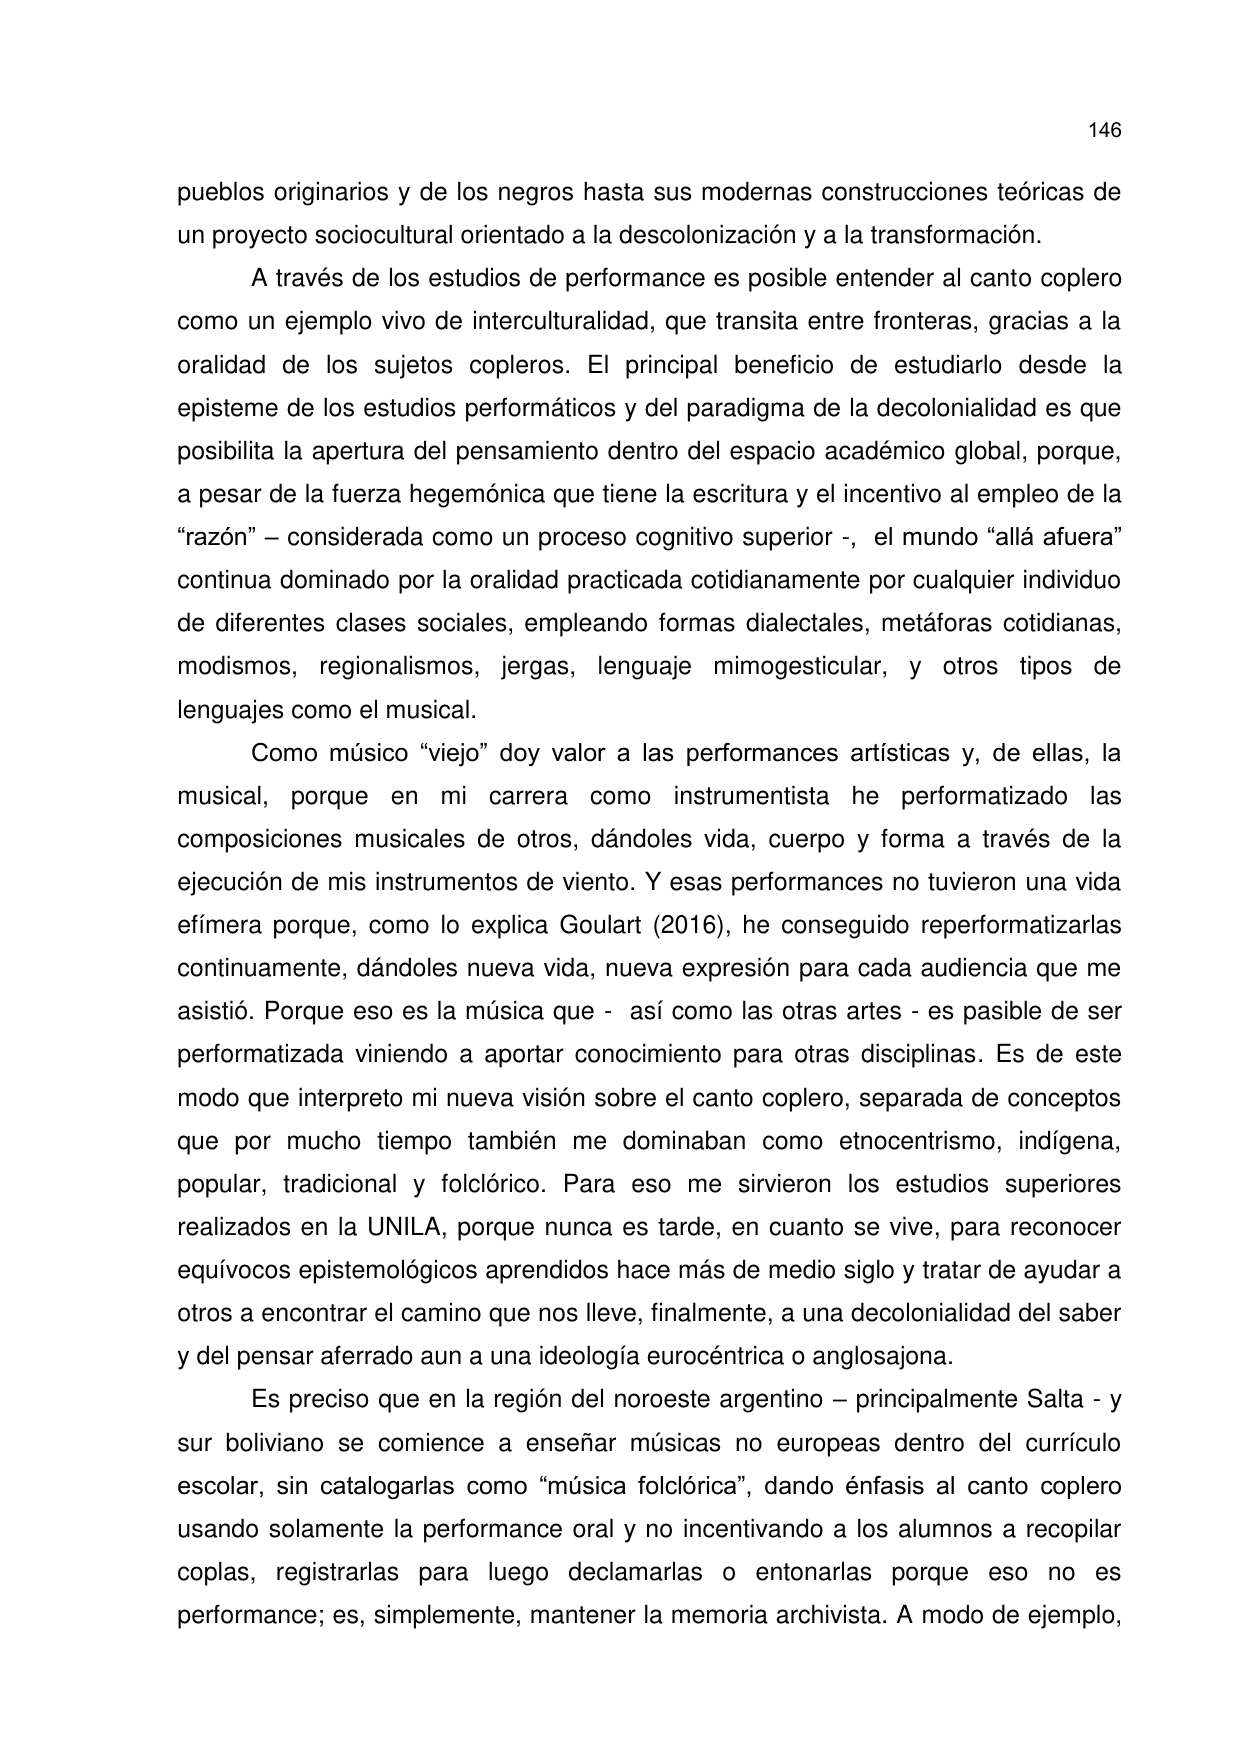 146
pueblos originarios y de los negros hasta sus modernas construcciones teóricas de
un proyecto sociocultural orientado a la descolonización y a la transformación.
A través de los estudios de performance es posible entender al canto coplero
como un ejemplo vivo de interculturalidad, que transita entre fronteras, gracias a la
oralidad de los sujetos copleros. El principal beneficio de estudiarlo desde la
episteme de los estudios performáticos y del paradigma de la decolonialidad es que
posibilita la apertura del pensamiento dentro del espacio académico global, porque,
a pesar de la fuerza hegemónica que tiene la escritura y el incentivo al empleo de la
“razón” – considerada como un proceso cognitivo superior -,  el mundo “allá afuera”
continua dominado por la oralidad practicada cotidianamente por cualquier individuo
de diferentes clases sociales, empleando formas dialectales, metáforas cotidianas,
modismos, regionalismos, jergas, lenguaje mimogesticular, y otros tipos de
lenguajes como el musical.
Como músico “viejo” doy valor a las performances artísticas y, de ellas, la
musical, porque en mi carrera como instrumentista he performatizado las
composiciones musicales de otros, dándoles vida, cuerpo y forma a través de la
ejecución de mis instrumentos de viento. Y esas performances no tuvieron una vida
efímera porque, como lo explica Goulart (2016), he conseguido reperformatizarlas
continuamente, dándoles nueva vida, nueva expresión para cada audiencia que me
asistió. Porque eso es la música que -  así como las otras artes - es pasible de ser
performatizada viniendo a aportar conocimiento para otras disciplinas. Es de este
modo que interpreto mi nueva visión sobre el canto coplero, separada de conceptos
que por mucho tiempo también me dominaban como etnocentrismo, indígena,
popular, tradicional y folclórico. Para eso me sirvieron los estudios superiores
realizados en la UNILA, porque nunca es tarde, en cuanto se vive, para reconocer
equívocos epistemológicos aprendidos hace más de medio siglo y tratar de ayudar a
otros a encontrar el camino que nos lleve, finalmente, a una decolonialidad del saber
y del pensar aferrado aun a una ideología eurocéntrica o anglosajona.
Es preciso que en la región del noroeste argentino – principalmente Salta - y
sur boliviano se comience a enseñar músicas no europeas dentro del currículo
escolar, sin catalogarlas como “música folclórica”, dando énfasis al canto coplero
usando solamente la performance oral y no incentivando a los alumnos a recopilar
coplas, registrarlas para luego declamarlas o entonarlas porque eso no es
performance; es, simplemente, mantener la memoria archivista. A modo de ejemplo,